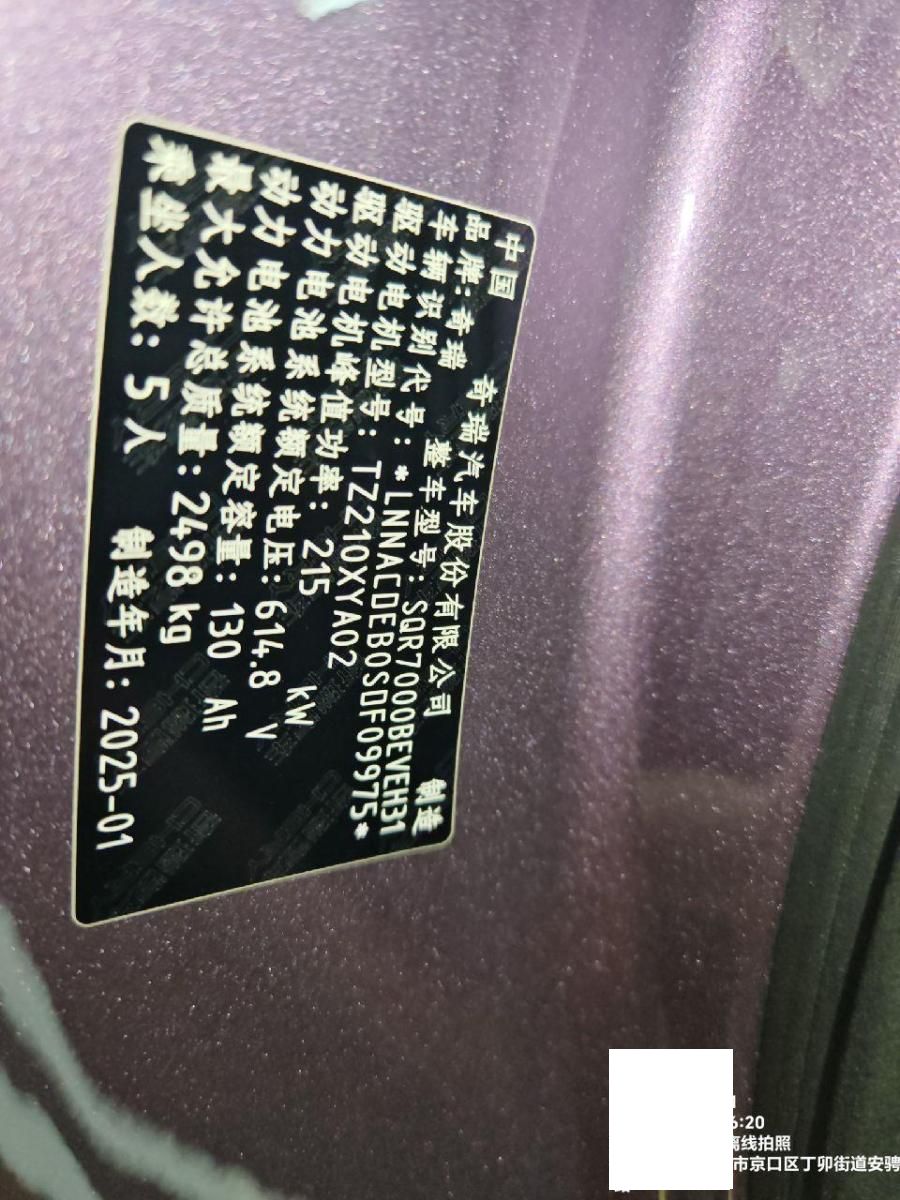 中国 奇瑞汽车股份有限公司 制造
品牌:奇瑞 整车型号:SQR7000BEVEH31
车辆识别代号:*LNNACDEB0SDF09975*
驱动电机型号:TZ210XYA02
驱动电机峰值功率:215 kW
动力电池系统额定电压:614.8 V
动力电池系统额定容量:130 Ah
最大允许总质量:2498 kg
乘坐人数:5人 制造年月:2025-01
6:20
离线拍照
市京口区丁卯街道安骋